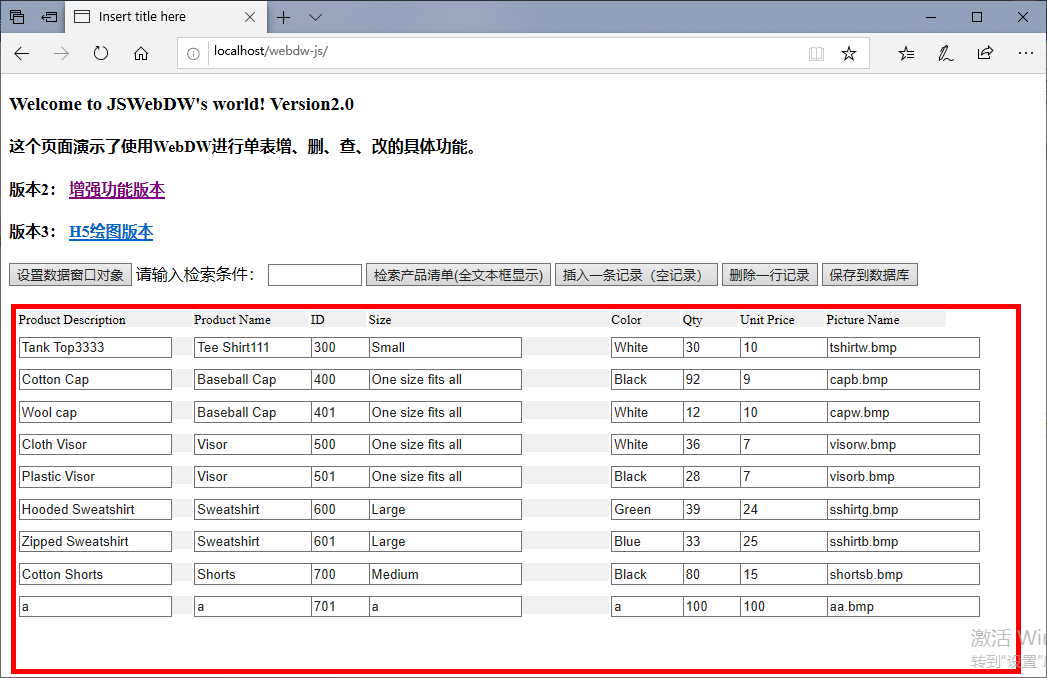 Insert title here
localhost/webdw-js/
Welcome to JSWebDW's world! Version2.0
这个页面演示了使用WebDW进行单表增、删、查、改的具体功能。
版本2： 增强功能版本
版本3： H5绘图版本
设置数据窗口对象 请输入检索条件： 检索产品清单(全文本框显示) 插入一条记录（空记录） 删除一行记录 保存到数据库
Product Description Product Name ID Size Color Qty Unit Price Picture Name
Tank Top3333 Tee Shirt111 300 Small White 30 10 tshirtw.bmp
Cotton Cap Baseball Cap 400 One size fits all Black 92 9 capb.bmp
Wool cap Baseball Cap 401 One size fits all White 12 10 capw.bmp
Cloth Visor Visor 500 One size fits all White 36 7 visorw.bmp
Plastic Visor Visor 501 One size fits all Black 28 7 visorb.bmp
Hooded Sweatshirt Sweatshirt 600 Large Green 39 24 sshirtg.bmp
Zipped Sweatshirt Sweatshirt 601 Large Blue 33 25 sshirtb.bmp
Cotton Shorts Shorts 700 Medium Black 80 15 shortsb.bmp
a a 701 a a 100 100 aa.bmp
激活 Win
转到"设置"